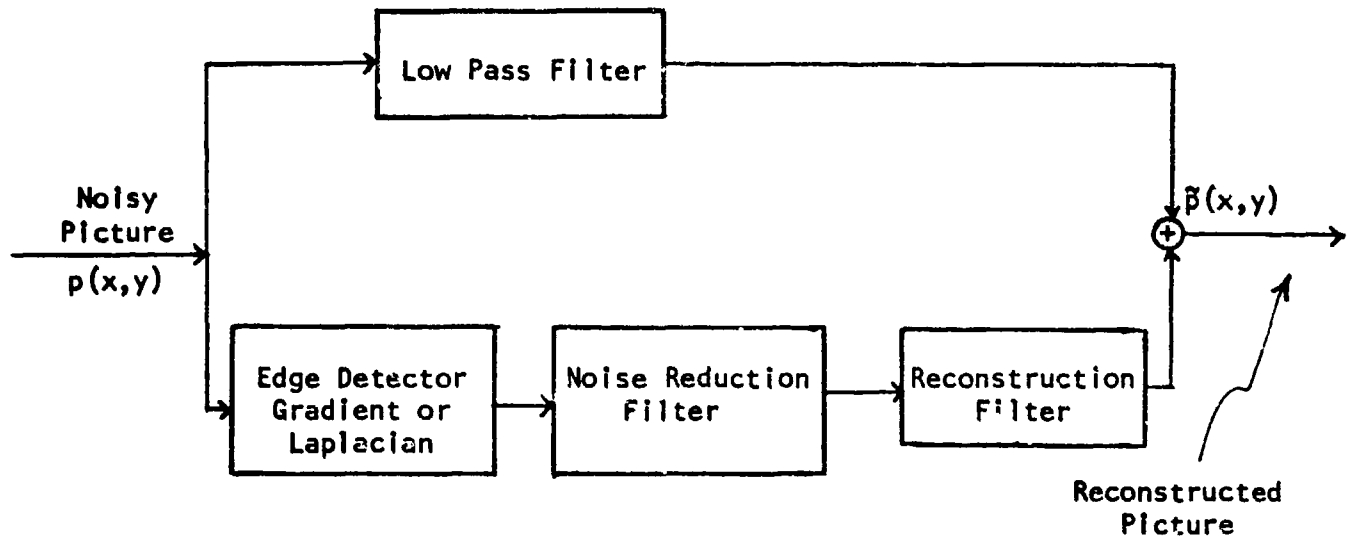 Low Pass Filter
Noisy
Picture
p(x,y)
p̃(x,y)
+
Edge Detector
Gradient or
Laplacian
Noise Reduction
Filter
Reconstruction
Filter
Reconstructed
Picture